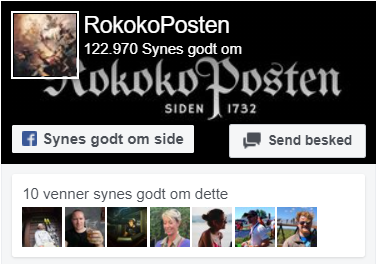 RokokoPosten
122.970 Synes godt om
RokokoPosten
SIDEN 1732
Synes godt om side
Send besked
10 venner synes godt om dette